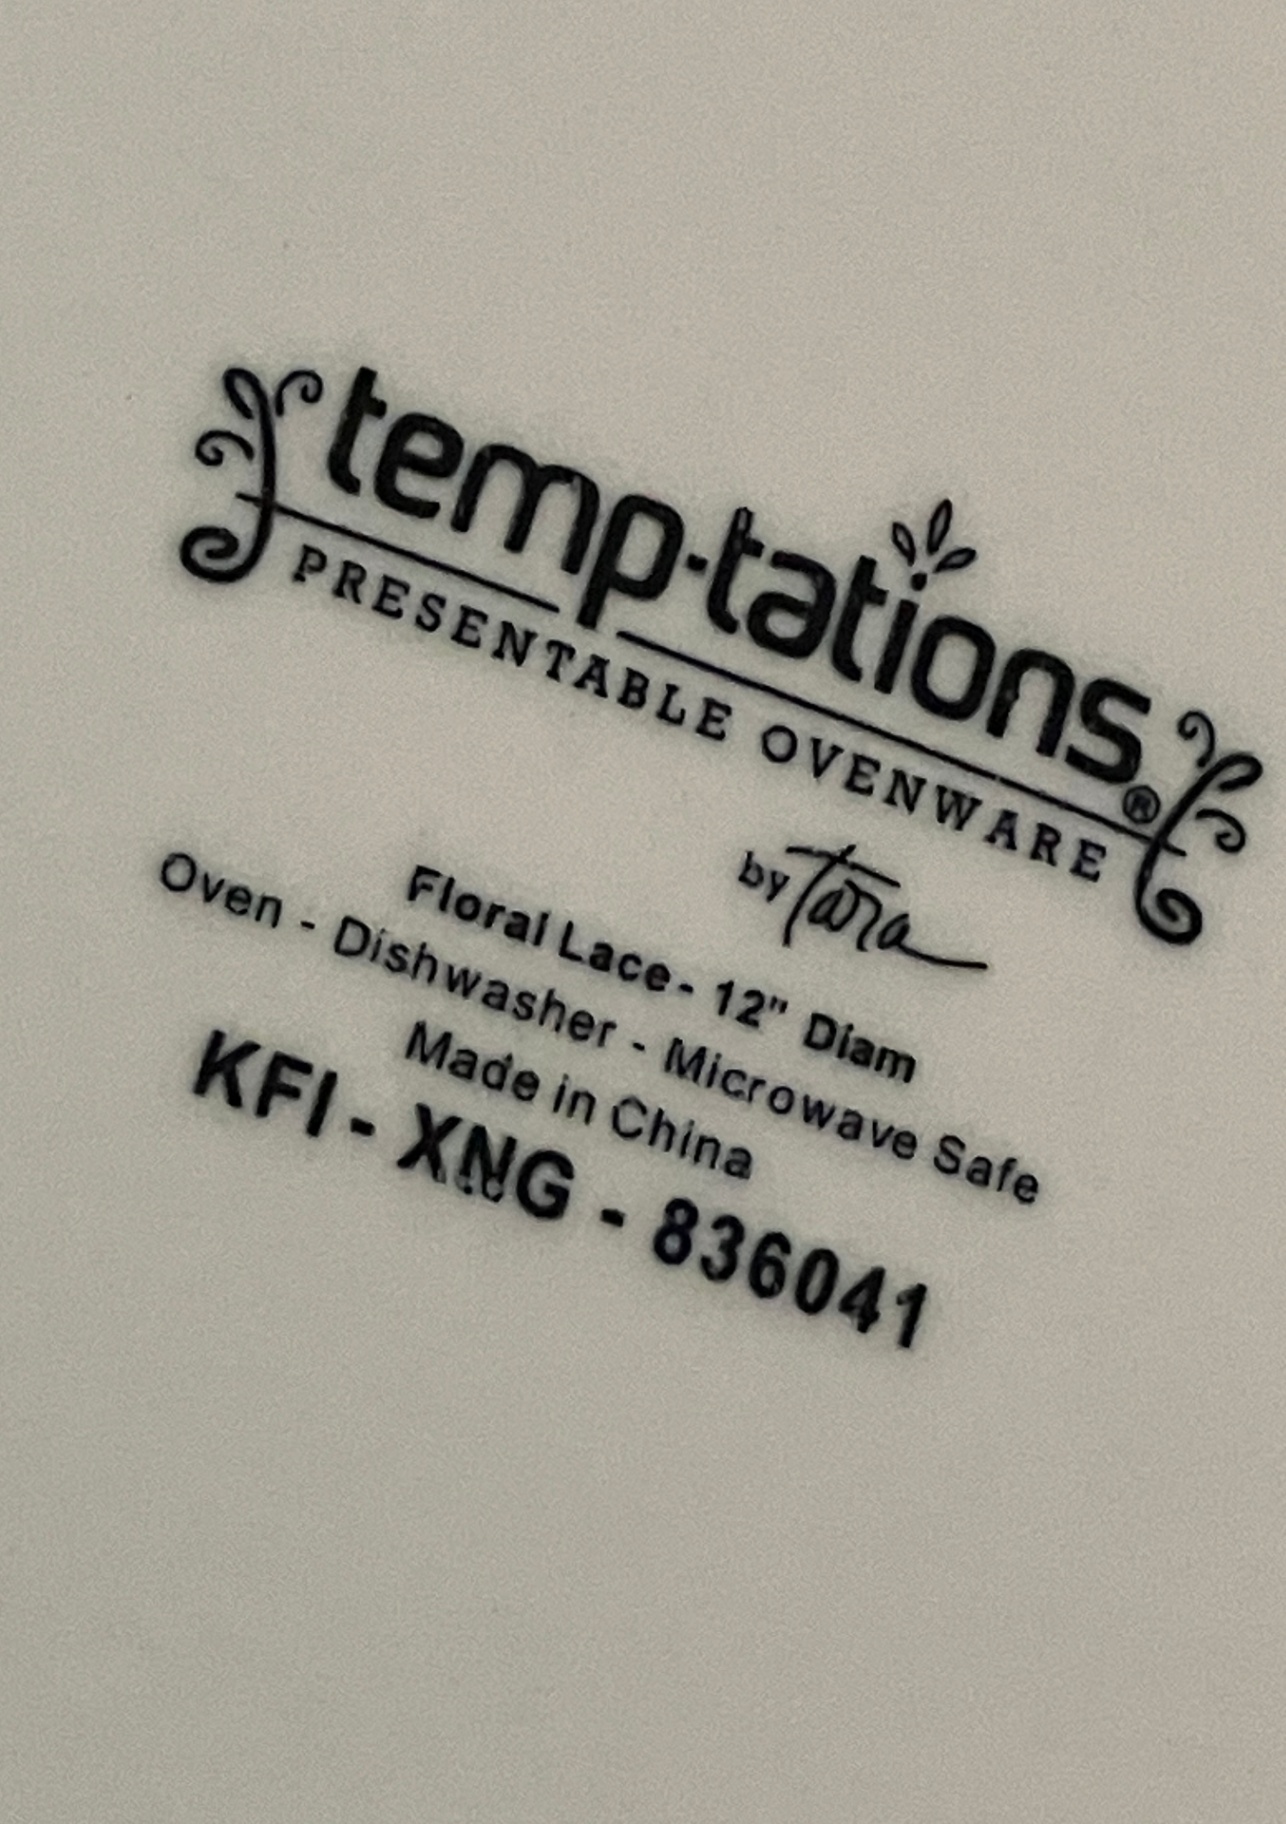 temp·tations®
PRESENTABLE OVENWARE
by Tara
Floral Lace - 12" Diam
Oven - Dishwasher - Microwave Safe
Made in China
KFI - XNG - 836041